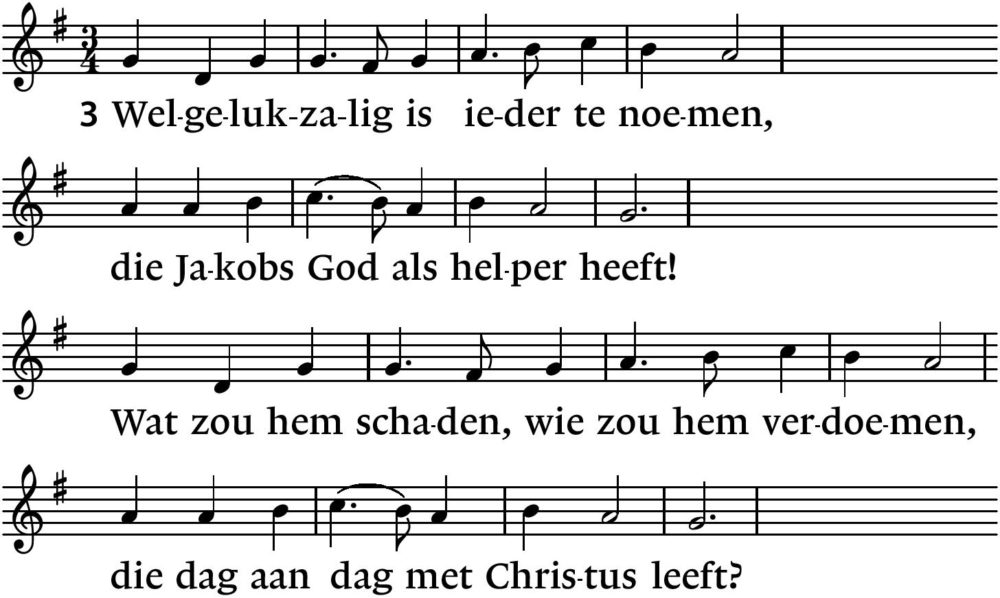 3 Wel-ge-luk-za-lig is ie-der te noe-men,
die Ja-kobs God als hel-per heeft!
Wat zou hem scha-den, wie zou hem ver-doe-men,
die dag aan dag met Chris-tus leeft?